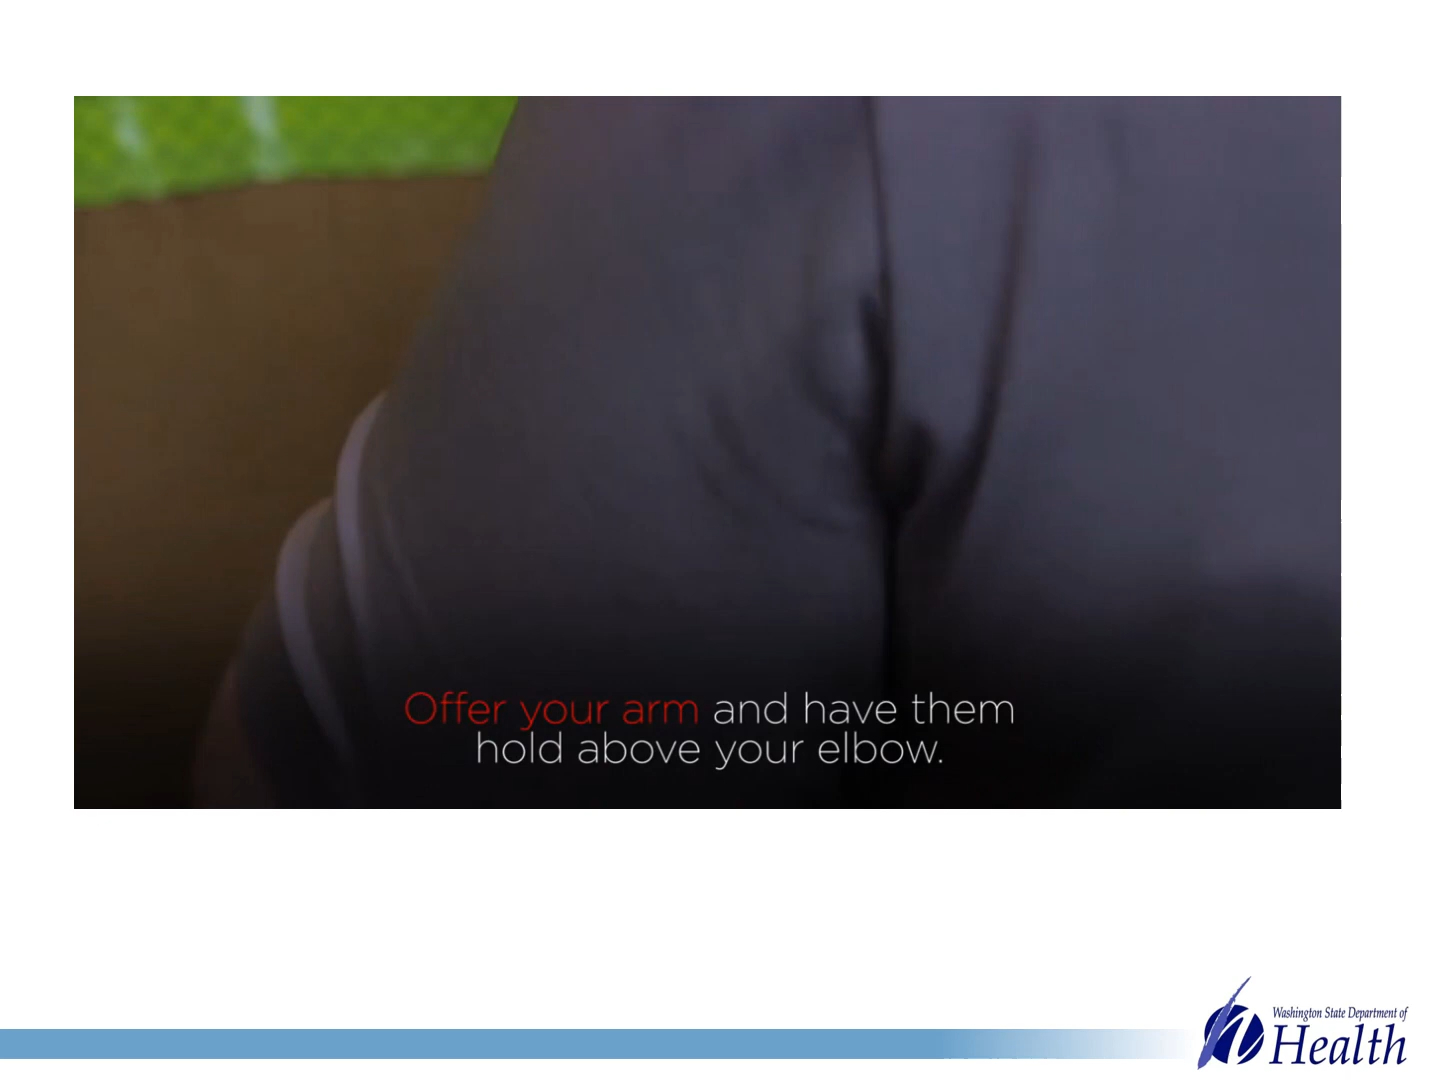 Offer your arm and have them
hold above your elbow.
Washington State Department of
Health